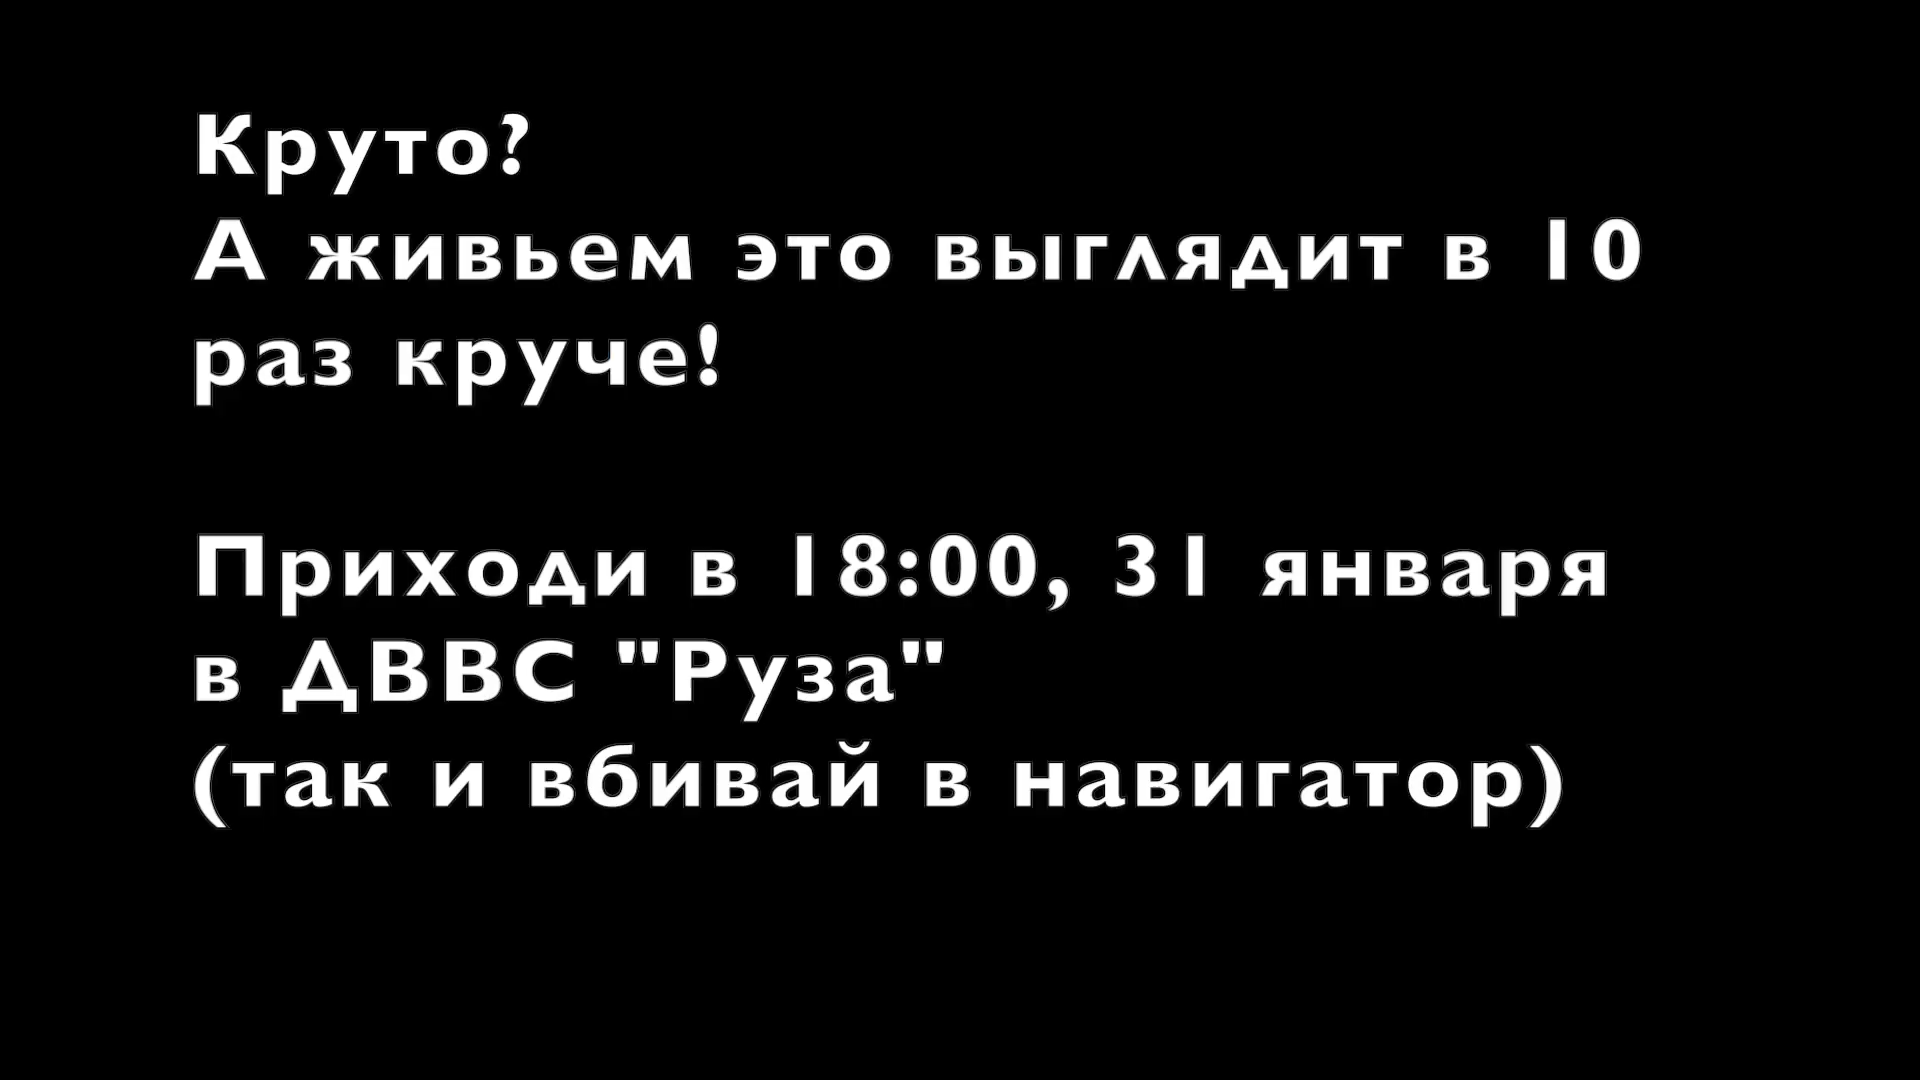 Круто?
А живьем это выглядит в 10
раз круче!
Приходи в 18:00, 31 января
в ДВВС "Руза"
(так и вбивай в навигатор)